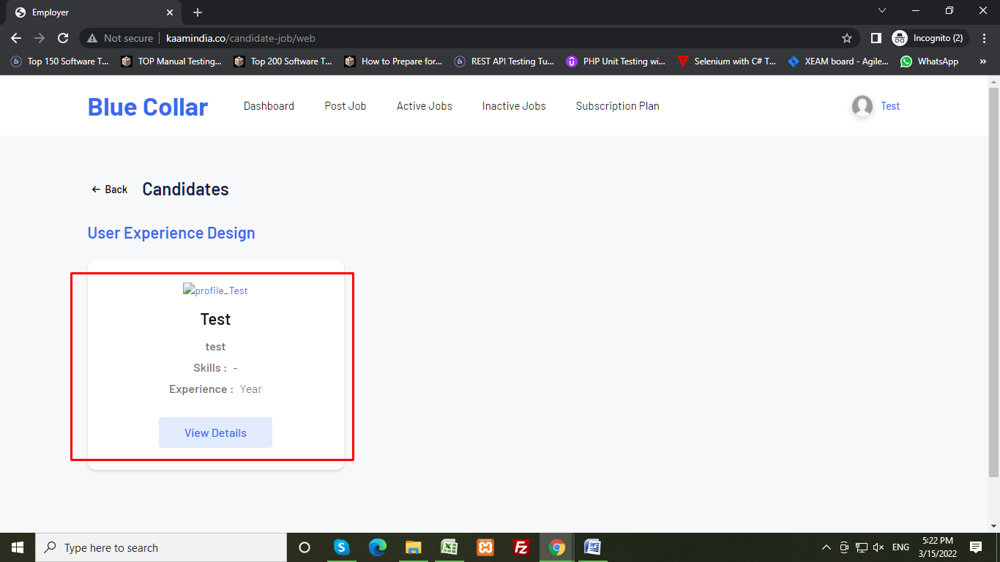 Employer
Not secure kaamindia.co/candidate-job/web Incognito (2)
Top 150 Software T... TOP Manual Testing... Top 200 Software T... How to Prepare for... REST API Testing Tu... PHP Unit Testing wi... Selenium with C# T... XEAM board - Agile... WhatsApp »
Blue Collar Dashboard Post Job Active Jobs Inactive Jobs Subscription Plan Test
Back Candidates
User Experience Design
profile_Test
Test
test
Skills : -
Experience : Year
View Details
Type here to search ENG 5:22 PM
3/15/2022